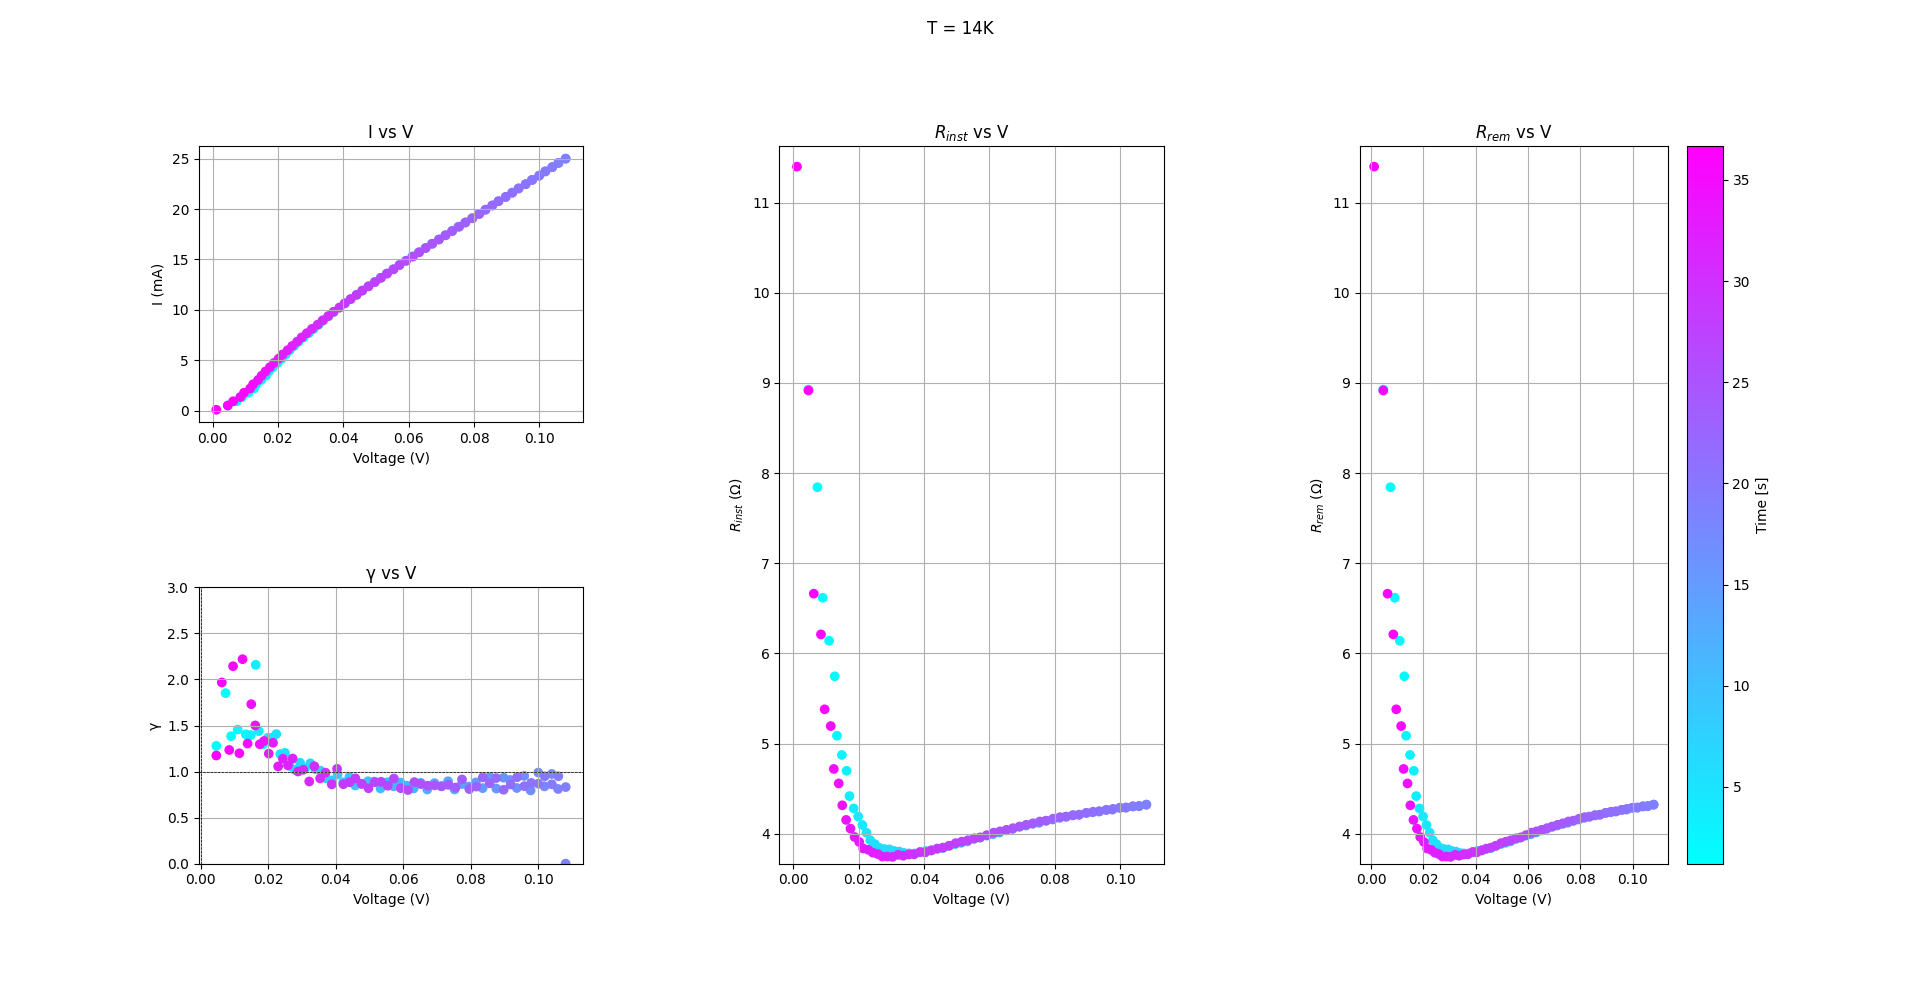 T = 14K
I vs V
I (mA)
25
20
15
10
5
0
0.00 0.02 0.04 0.06 0.08 0.10
Voltage (V)
γ vs V
γ
3.0
2.5
2.0
1.5
1.0
0.5
0.0
0.00 0.02 0.04 0.06 0.08 0.10
Voltage (V)
R_inst vs V
R_inst (Ω)
11
10
9
8
7
6
5
4
0.00 0.02 0.04 0.06 0.08 0.10
Voltage (V)
R_rem vs V
R_rem (Ω)
11
10
9
8
7
6
5
4
0.00 0.02 0.04 0.06 0.08 0.10
Voltage (V)
35
30
25
20
15
10
5
Time [s]